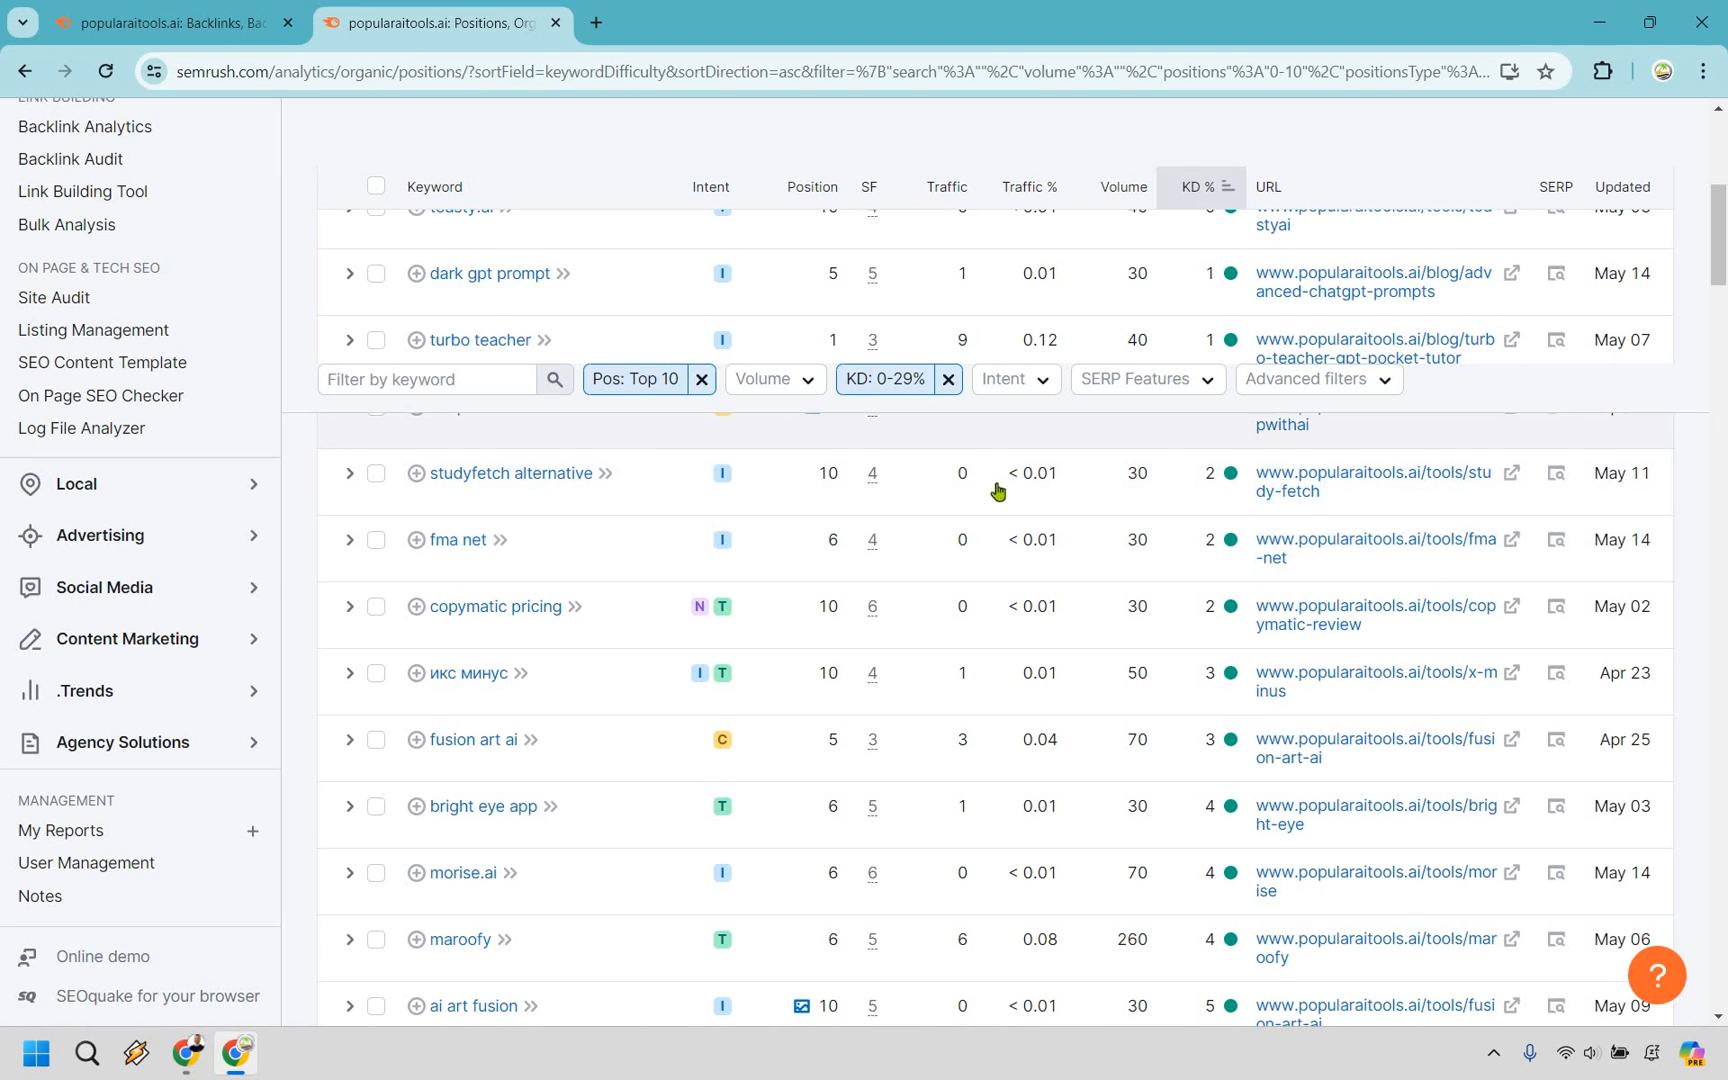 popularaitools.ai: Backlinks, Bac
popularaitools.ai: Positions, Org
semrush.com/analytics/organic/positions/?sortField=keywordDifficulty&sortDirection=asc&filter=%7B"search"%3A""%2C"volume"%3A""%2C"positions"%3A"0-10"%2C"positionsType"%3A...
LINK BUILDING
Backlink Analytics
Backlink Audit
Link Building Tool
Bulk Analysis
ON PAGE & TECH SEO
Site Audit
Listing Management
SEO Content Template
On Page SEO Checker
Log File Analyzer
Local
Advertising
Social Media
Content Marketing
.Trends
Agency Solutions
MANAGEMENT
My Reports +
User Management
Notes
Online demo
SEOquake for your browser
Keyword Intent Position SF Traffic Traffic % Volume KD % URL SERP Updated
styai
dark gpt prompt I 5 5 1 0.01 30 1 www.popularaitools.ai/blog/adv May 14
anced-chatgpt-prompts
turbo teacher I 1 3 9 0.12 40 1 www.popularaitools.ai/blog/turb May 07
o-teacher-gpt-pocket-tutor
Filter by keyword Pos: Top 10 Volume KD: 0-29% Intent SERP Features Advanced filters
pwithai
studyfetch alternative I 10 4 0 < 0.01 30 2 www.popularaitools.ai/tools/stu May 11
dy-fetch
fma net I 6 4 0 < 0.01 30 2 www.popularaitools.ai/tools/fma May 14
-net
copymatic pricing N T 10 6 0 < 0.01 30 2 www.popularaitools.ai/tools/cop May 02
ymatic-review
икс минус I T 10 4 1 0.01 50 3 www.popularaitools.ai/tools/x-m Apr 23
inus
fusion art ai C 5 3 3 0.04 70 3 www.popularaitools.ai/tools/fusi Apr 25
on-art-ai
bright eye app T 6 5 1 0.01 30 4 www.popularaitools.ai/tools/brig May 03
ht-eye
morise.ai I 6 6 0 < 0.01 70 4 www.popularaitools.ai/tools/mor May 14
ise
maroofy T 6 5 6 0.08 260 4 www.popularaitools.ai/tools/mar May 06
oofy
ai art fusion I 10 5 0 < 0.01 30 5 www.popularaitools.ai/tools/fusi May 09
on-art-ai
?
PRE